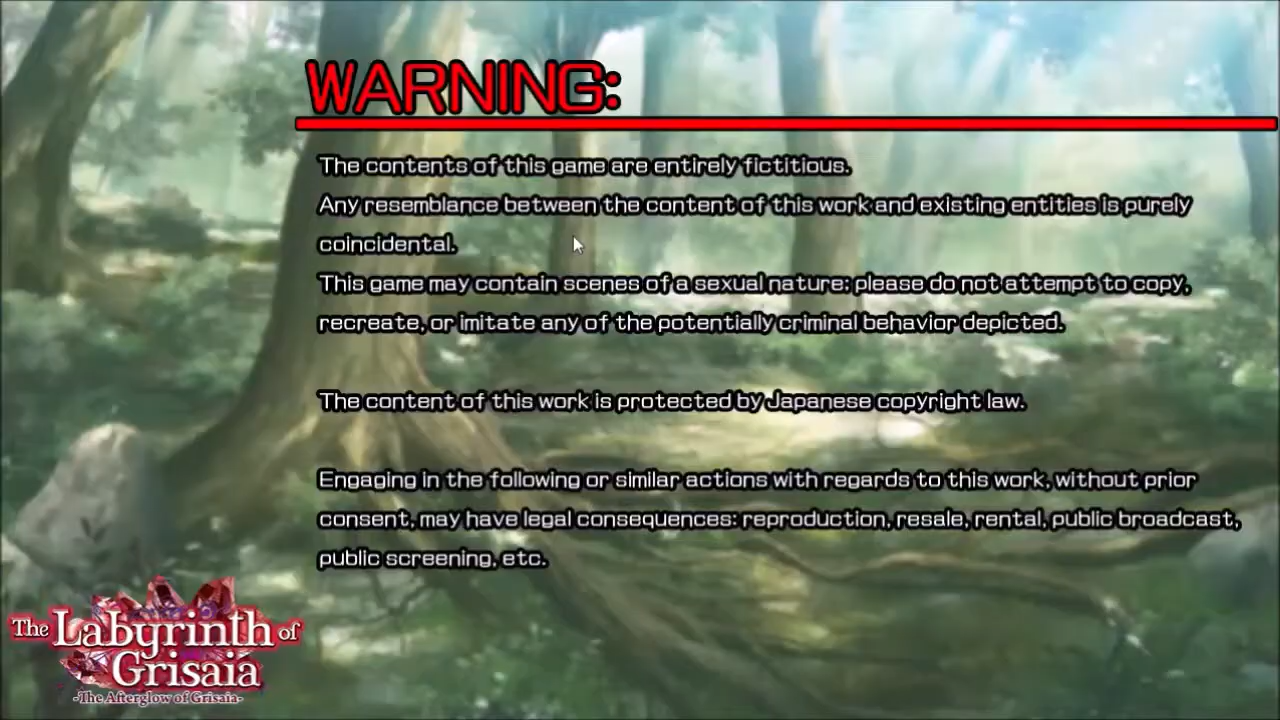 WARNING:
The contents of this game are entirely fictitious.
Any resemblance between the content of this work and existing entities is purely
coincidental.
This game may contain scenes of a sexual nature: please do not attempt to copy,
recreate, or imitate any of the potentially criminal behavior depicted.
The content of this work is protected by Japanese copyright law.
Engaging in the following or similar actions with regards to this work, without prior
consent, may have legal consequences: reproduction, resale, rental, public broadcast,
public screening, etc.
The Labyrinth of
Grisaia
-The Afterglow of Grisaia-